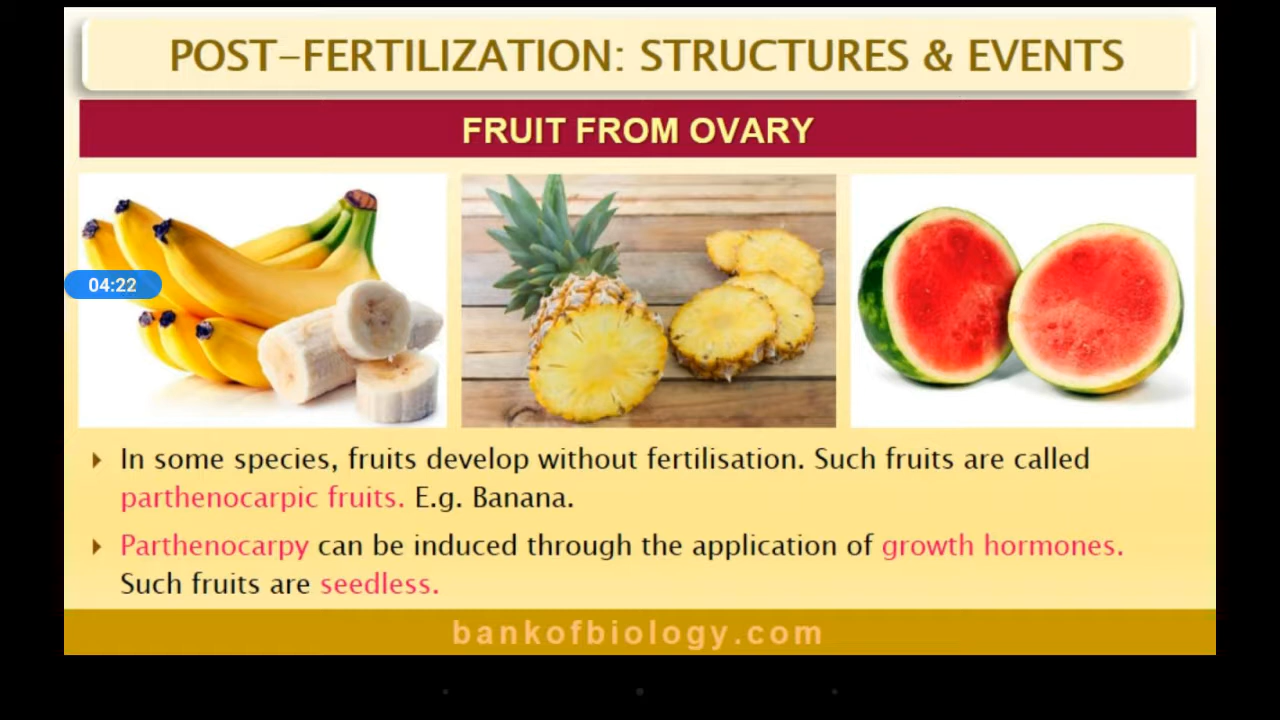 POST-FERTILIZATION: STRUCTURES & EVENTS
FRUIT FROM OVARY
04:22
In some species, fruits develop without fertilisation. Such fruits are called
parthenocarpic fruits. E.g. Banana.
Parthenocarpy can be induced through the application of growth hormones.
Such fruits are seedless.
bankofbiology.com